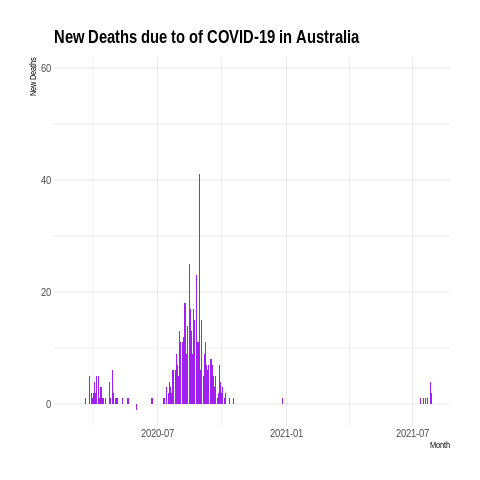 New Deaths due to of COVID-19 in Australia
New Deaths
60
40
20
0
2020-07
2021-01
2021-07
Month